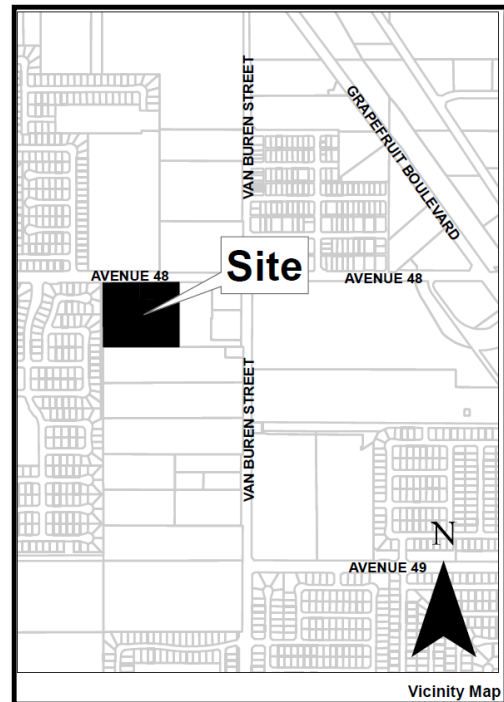 VAN BUREN STREET
GRAPEFRUIT BOULEVARD
Site
AVENUE 48
AVENUE 48
VAN BUREN STREET
N
AVENUE 49
Vicinity Map